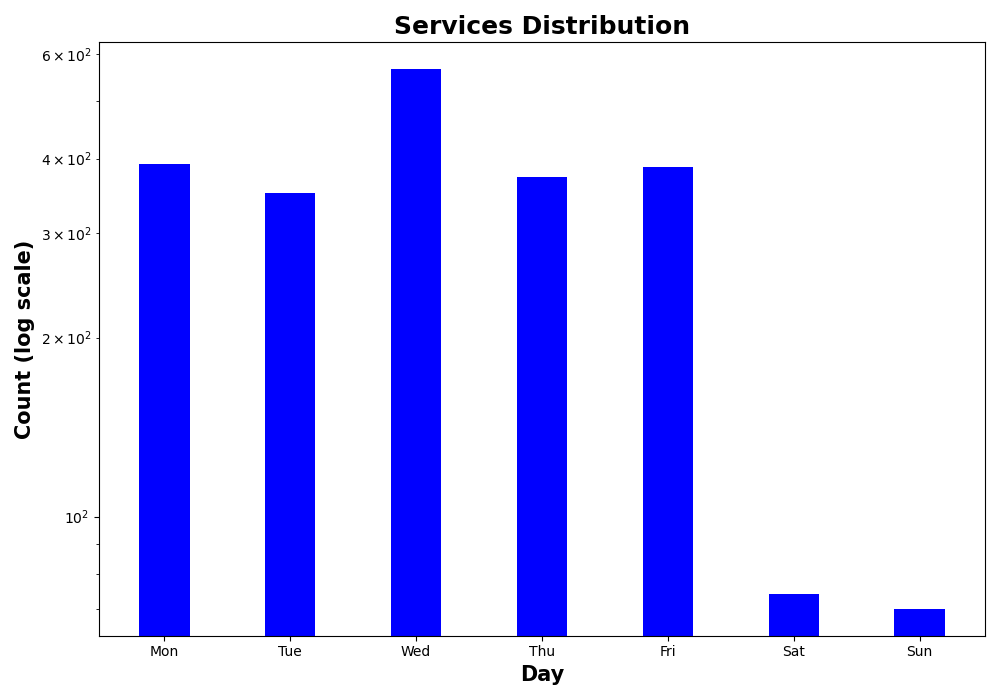 Services Distribution
6 × 10²
4 × 10²
3 × 10²
2 × 10²
10²
Count (log scale)
Mon Tue Wed Thu Fri Sat Sun
Day